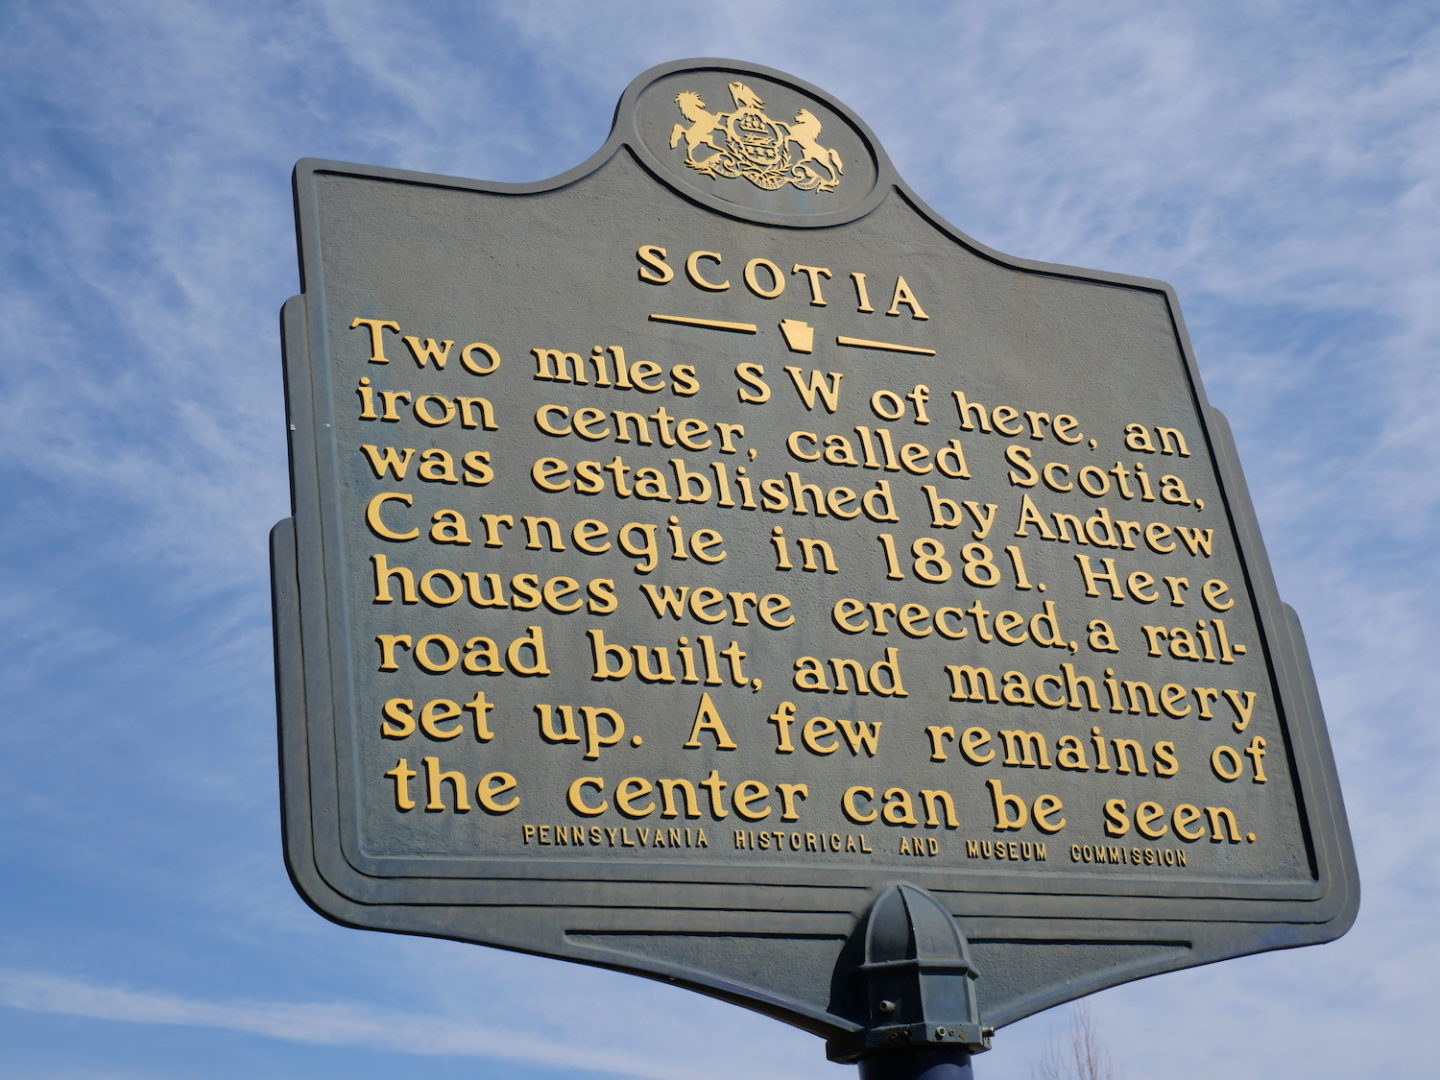 SCOTIA
Two miles SW of here, an
iron center, called Scotia,
was established by Andrew
Carnegie in 1881. Here
houses were erected, a rail-
road built, and machinery
set up. A few remains of
the center can be seen.
PENNSYLVANIA HISTORICAL AND MUSEUM COMMISSION